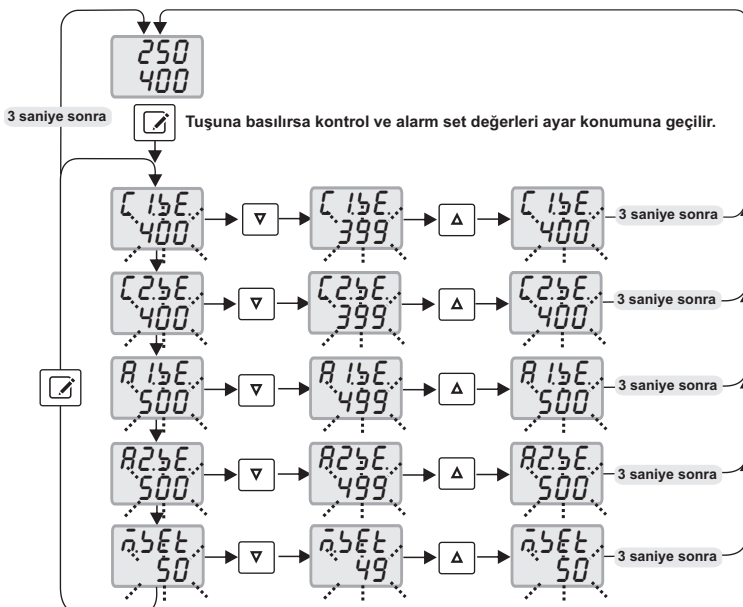 250
400
3 saniye sonra
Tuşuna basılırsa kontrol ve alarm set değerleri ayar konumuna geçilir.
C1.SE
400
C1.SE
399
C1.SE
400
3 saniye sonra
C2.SE
400
C2.SE
399
C2.SE
400
3 saniye sonra
A1.SE
500
A1.SE
499
A1.SE
500
3 saniye sonra
A2.SE
500
A2.SE
499
A2.SE
500
3 saniye sonra
m.SEt
50
m.SEt
49
m.SEt
50
3 saniye sonra